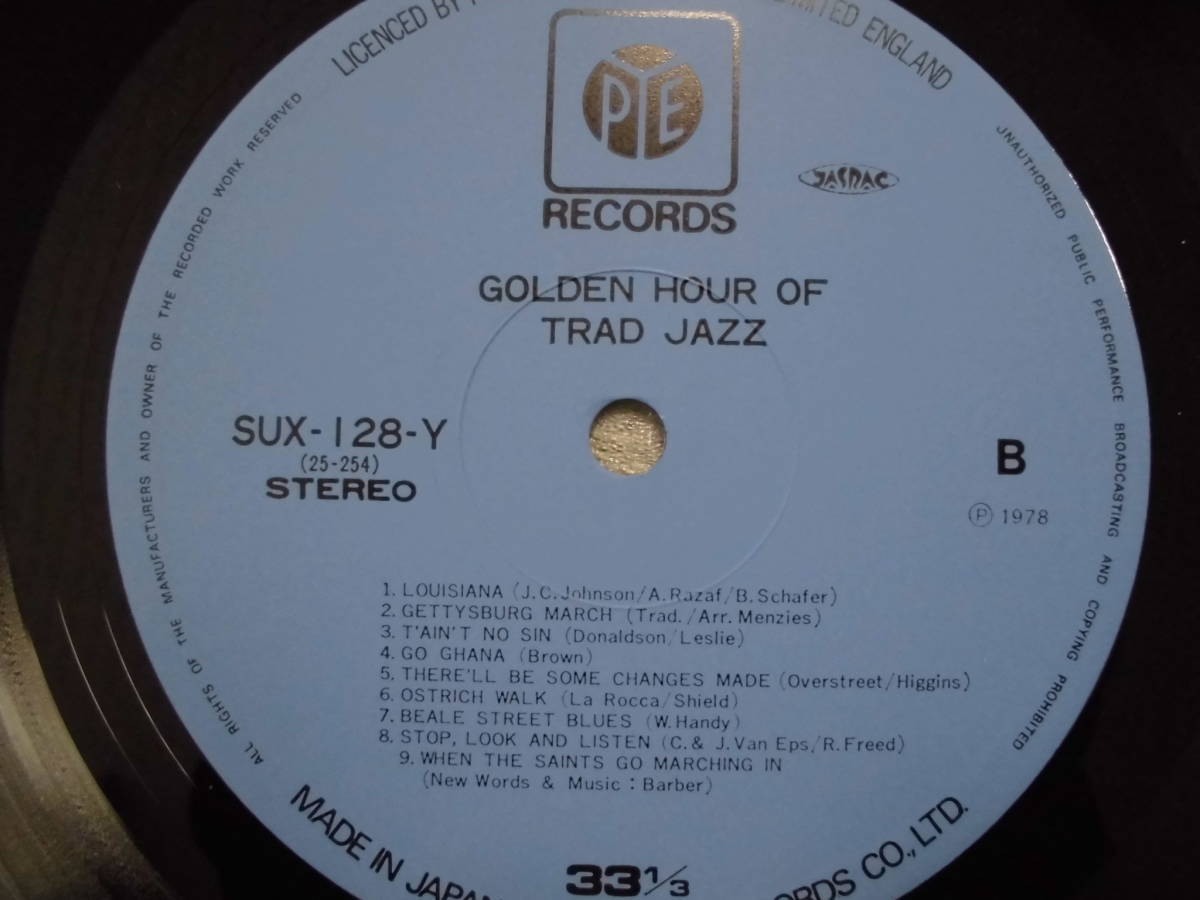 LICENCED BY
LIMITED ENGLAND
PYE
RECORDS
JASRAC
GOLDEN HOUR OF
TRAD JAZZ
SUX-128-Y
(25-254)
STEREO
B
Ⓟ 1978
1. LOUISIANA (J.C.Johnson/A.Razaf/B.Schafer)
2. GETTYSBURG MARCH (Trad./Arr. Menzies)
3. T'AIN'T NO SIN (Donaldson/Leslie)
4. GO GHANA (Brown)
5. THERE'LL BE SOME CHANGES MADE (Overstreet/Higgins)
6. OSTRICH WALK (La Rocca/Shield)
7. BEALE STREET BLUES (W.Handy)
8. STOP, LOOK AND LISTEN (C.& J.Van Eps/R.Freed)
9. WHEN THE SAINTS GO MARCHING IN
(New Words & Music : Barber)
33 1/3
ALL RIGHTS OF THE MANUFACTURERS AND OWNER OF THE RECORDED WORK RESERVED
UNAUTHORIZED PUBLIC PERFORMANCE BROADCASTING AND COPYING PROHIBITED
MADE IN JAPAN
CO., LTD.